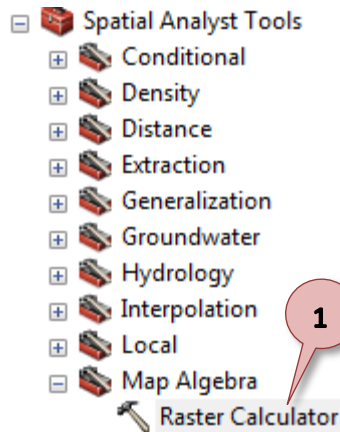 Spatial Analyst Tools
Conditional
Density
Distance
Extraction
Generalization
Groundwater
Hydrology
Interpolation
1
Local
Map Algebra
Raster Calculator